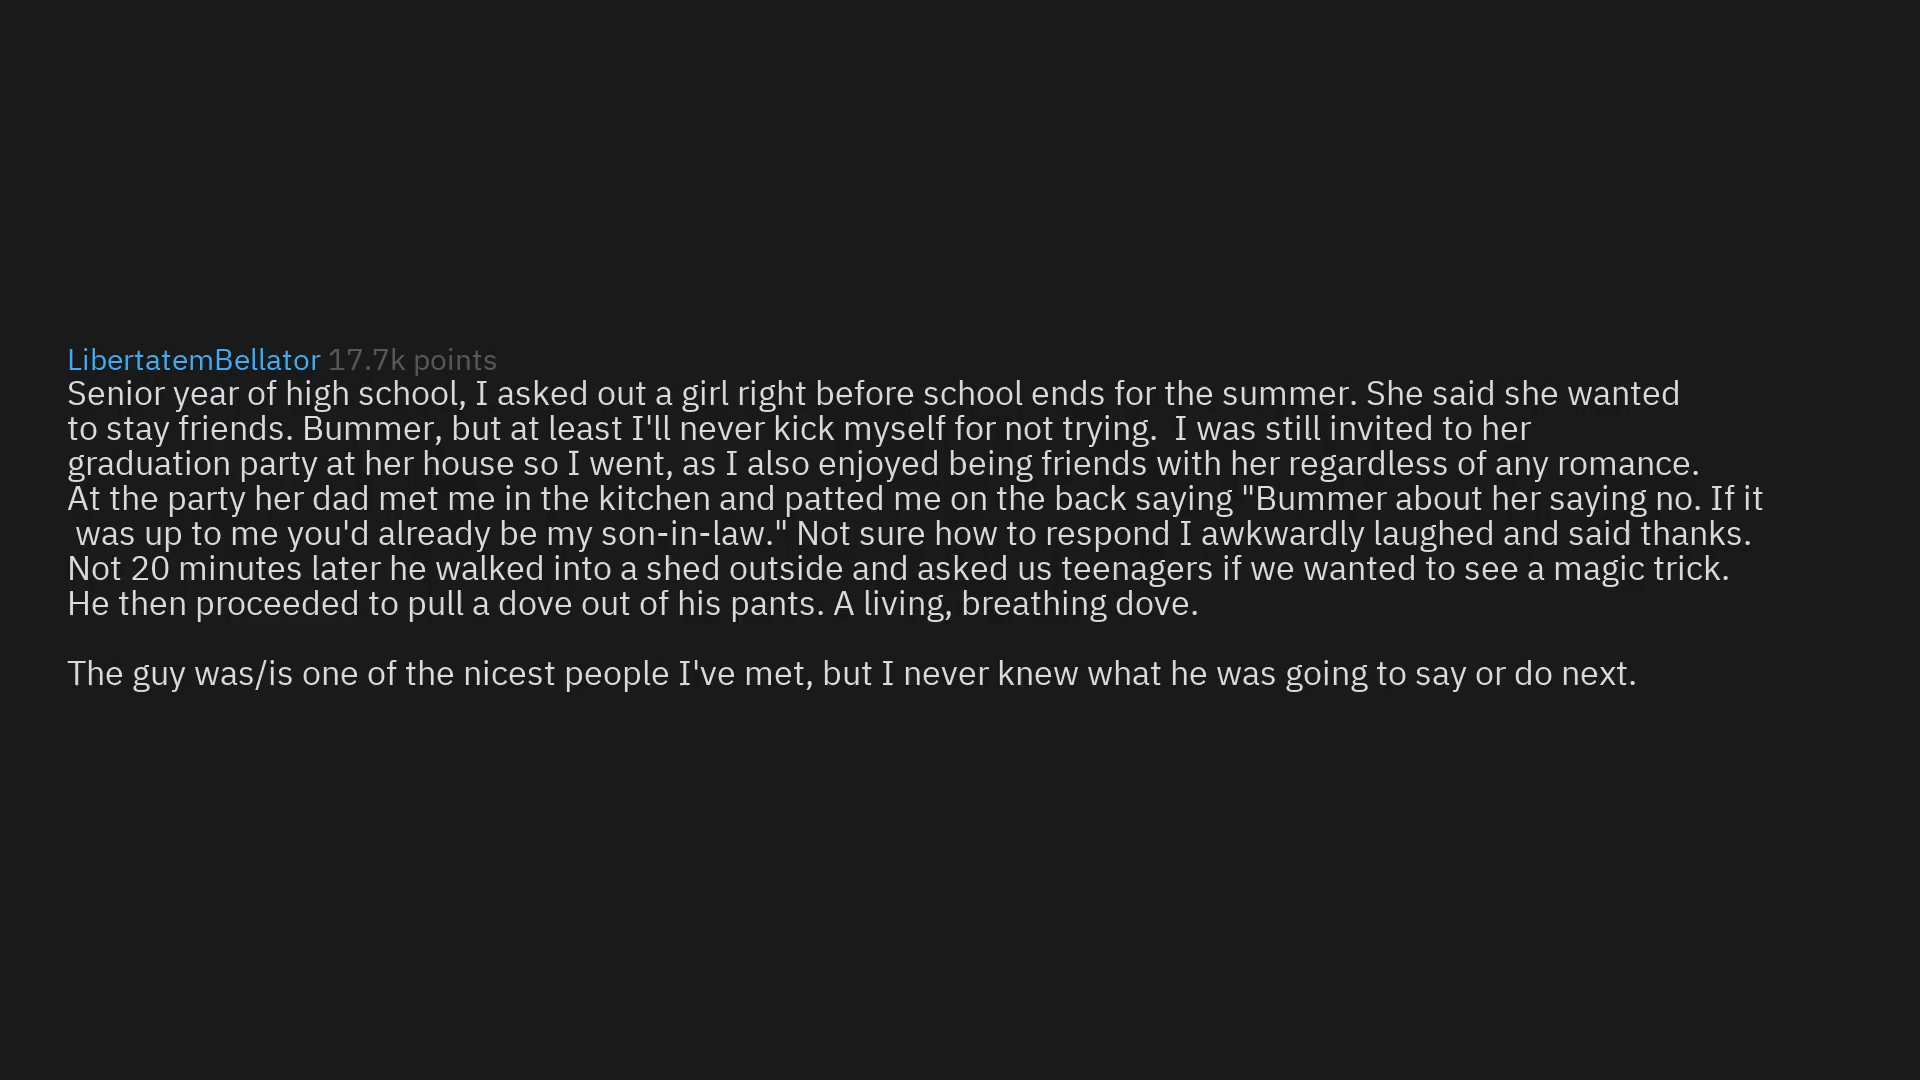 LibertatemBellator 17.7k points
Senior year of high school, I asked out a girl right before school ends for the summer. She said she wanted
to stay friends. Bummer, but at least I'll never kick myself for not trying.  I was still invited to her
graduation party at her house so I went, as I also enjoyed being friends with her regardless of any romance.
At the party her dad met me in the kitchen and patted me on the back saying "Bummer about her saying no. If it
was up to me you'd already be my son-in-law." Not sure how to respond I awkwardly laughed and said thanks.
Not 20 minutes later he walked into a shed outside and asked us teenagers if we wanted to see a magic trick.
He then proceeded to pull a dove out of his pants. A living, breathing dove.
The guy was/is one of the nicest people I've met, but I never knew what he was going to say or do next.